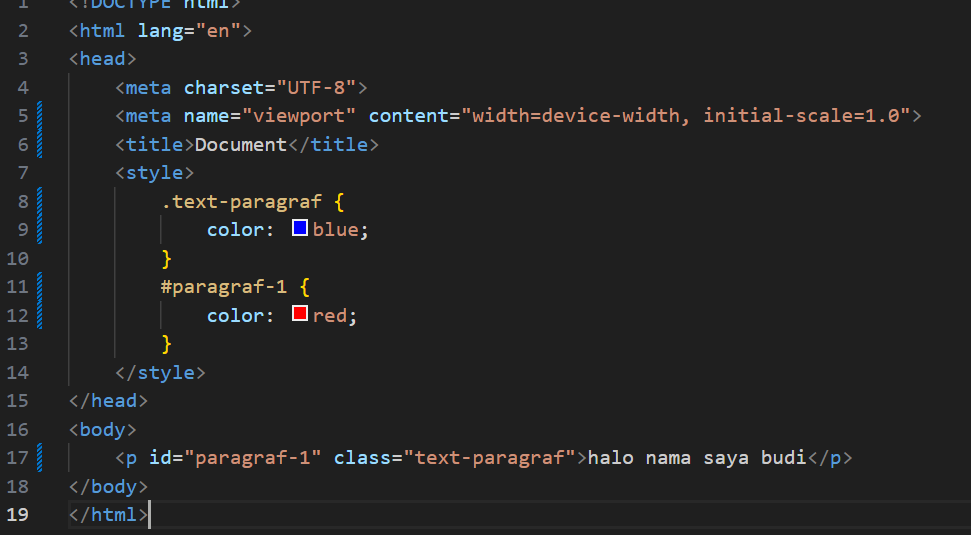 1 <!DOCTYPE html>
2 <html lang="en">
3 <head>
4     <meta charset="UTF-8">
5     <meta name="viewport" content="width=device-width, initial-scale=1.0">
6     <title>Document</title>
7     <style>
8         .text-paragraf {
9             color: blue;
10         }
11         #paragraf-1 {
12             color: red;
13         }
14     </style>
15 </head>
16 <body>
17     <p id="paragraf-1" class="text-paragraf">halo nama saya budi</p>
18 </body>
19 </html>